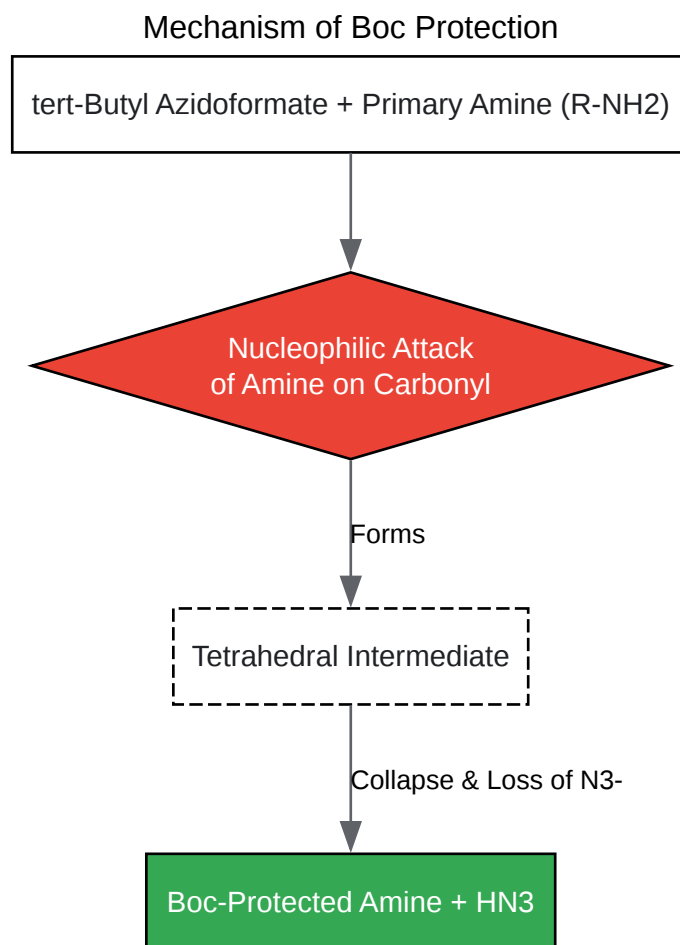 Mechanism of Boc Protection
tert-Butyl Azidoformate + Primary Amine (R-NH2)
Nucleophilic Attack
of Amine on Carbonyl
Forms
Tetrahedral Intermediate
Collapse & Loss of N3-
Boc-Protected Amine + HN3